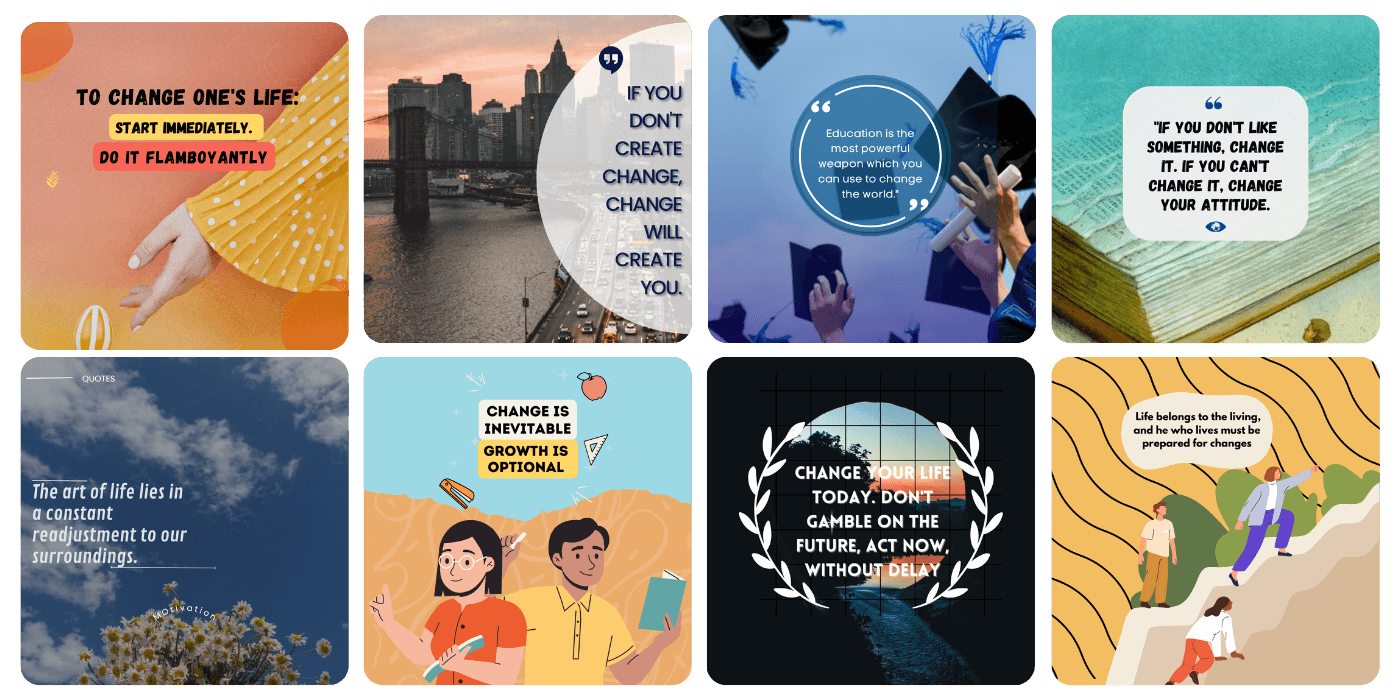 TO CHANGE ONE'S LIFE:
START IMMEDIATELY.
DO IT FLAMBOYANTLY
IF YOU
DON'T
CREATE
CHANGE,
CHANGE
WILL
CREATE
YOU.
“
Education is the
most powerful
weapon which you
can use to change
the world."
”
“
"IF YOU DON'T LIKE
SOMETHING, CHANGE
IT. IF YOU CAN'T
CHANGE IT, CHANGE
YOUR ATTITUDE.
QUOTES
The art of life lies in
a constant
readjustment to our
surroundings.
Motivation
CHANGE IS
INEVITABLE
GROWTH IS
OPTIONAL
CHANGE YOUR LIFE
TODAY. DON'T
GAMBLE ON THE
FUTURE, ACT NOW,
WITHOUT DELAY
Life belongs to the living,
and he who lives must be
prepared for changes